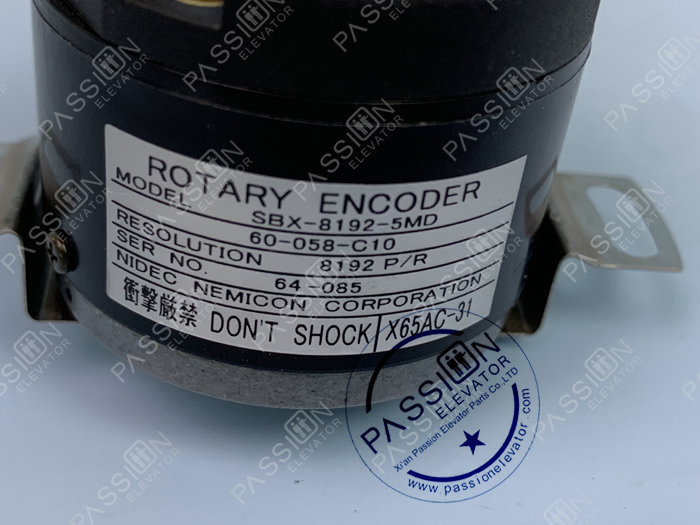 ROTARY ENCODER
MODEL SBX-8192-5MD
60-058-C10
RESOLUTION 8192 P/R
SER NO. 64 085
NIDEC NEMICON CORPORATION
衝撃厳禁 DON'T SHOCK X65AC-31
PASSION
ELEVATOR
Xi'an Passion Elevator Parts Co.,LTD
www.passionelevator.com